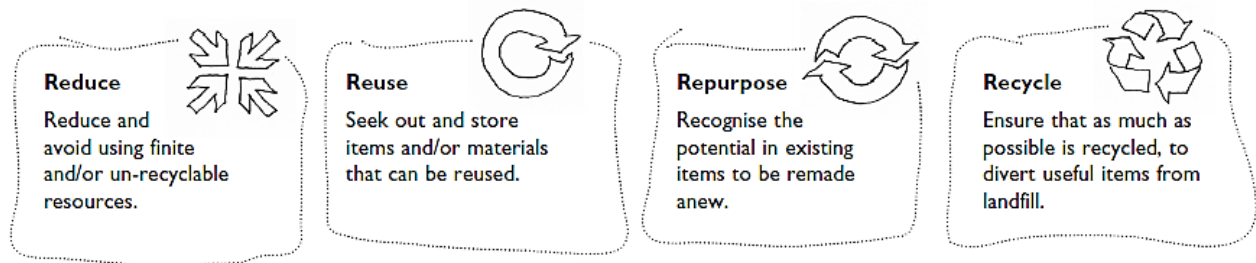 Reduce
Reduce and
avoid using finite
and/or un-recyclable
resources.
Reuse
Seek out and store
items and/or materials
that can be reused.
Repurpose
Recognise the
potential in existing
items to be remade
anew.
Recycle
Ensure that as much as
possible is recycled, to
divert useful items from
landfill.